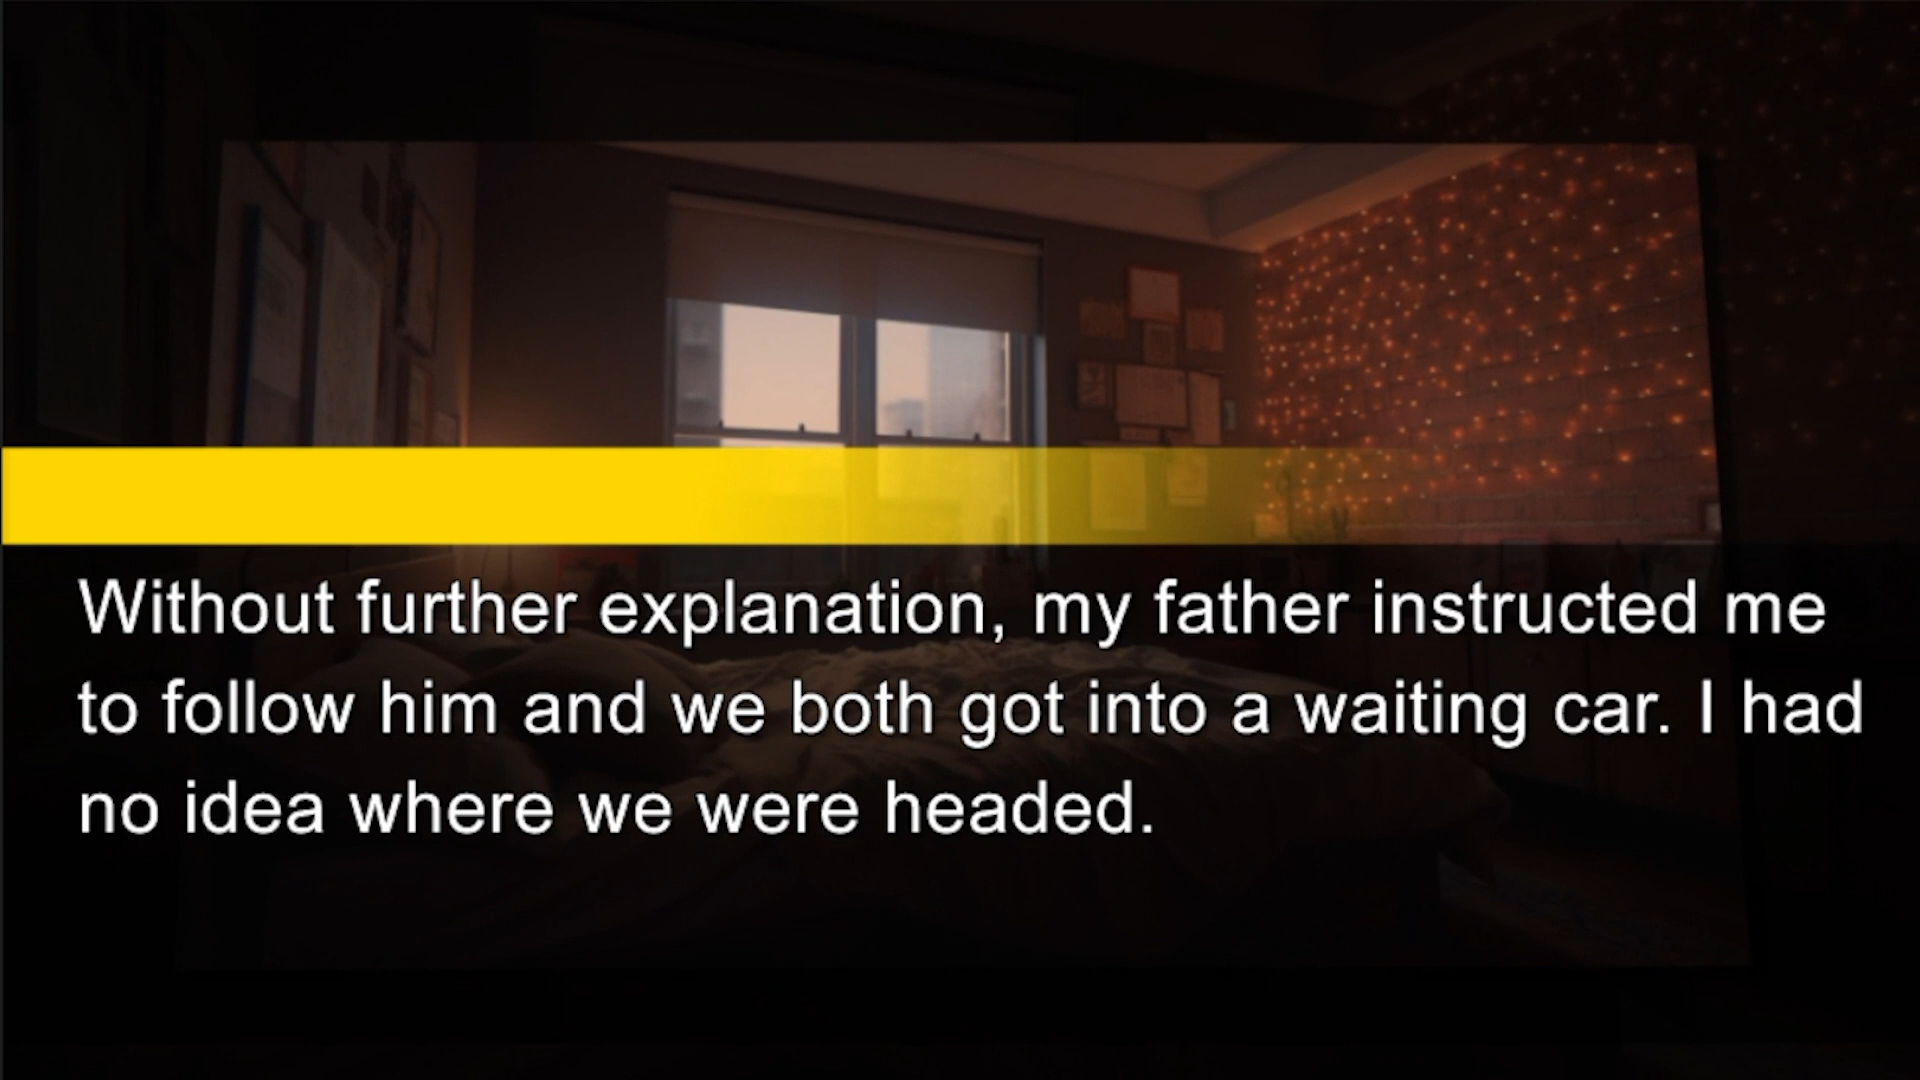 Without further explanation, my father instructed me
to follow him and we both got into a waiting car. I had
no idea where we were headed.